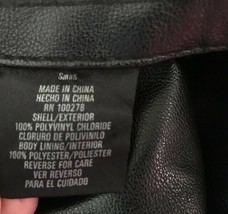 MADE IN CHINA
HECHO EN CHINA
RN 100278
SHELL/EXTERIOR
100% POLYVINYL CHLORIDE
CLORURO DE POLIVINILO
BODY LINING/INTERIOR
100% POLYESTER/POLIESTER
REVERSE FOR CARE
VER REVERSO
PARA EL CUIDADO